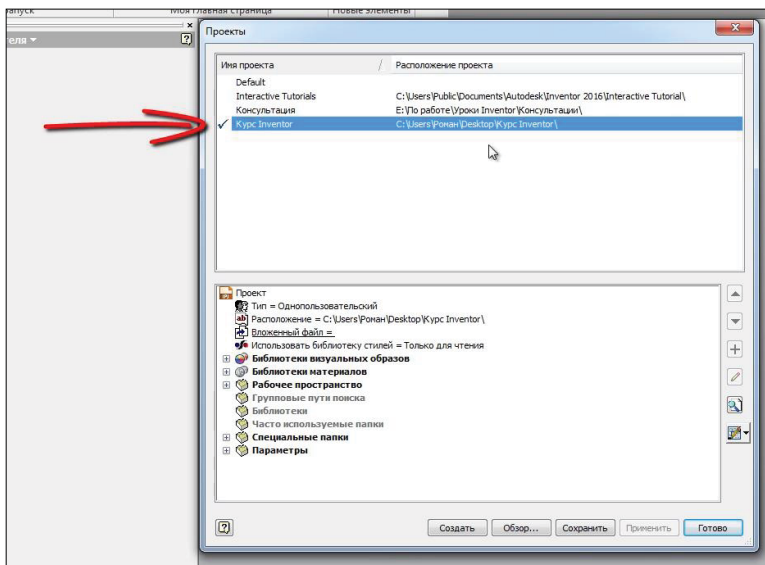 Моя главная страница
Новые элементы
Проекты
Имя проекта / Расположение проекта
Default
Interactive Tutorials C:\Users\Public\Documents\Autodesk\Inventor 2016\Interactive Tutorial\
Консультация E:\По работе\Уроки Inventor\Консультации\
Курс Inventor C:\Users\Роман\Desktop\Курс Inventor\
Проект
Тип = Однопользовательский
Расположение = C:\Users\Роман\Desktop\Курс Inventor\
Вложенный файл =
Использовать библиотеку стилей = Только для чтения
Библиотеки визуальных образов
Библиотеки материалов
Рабочее пространство
Групповые пути поиска
Библиотеки
Часто используемые папки
Специальные папки
Параметры
Создать Обзор... Сохранить Применить Готово